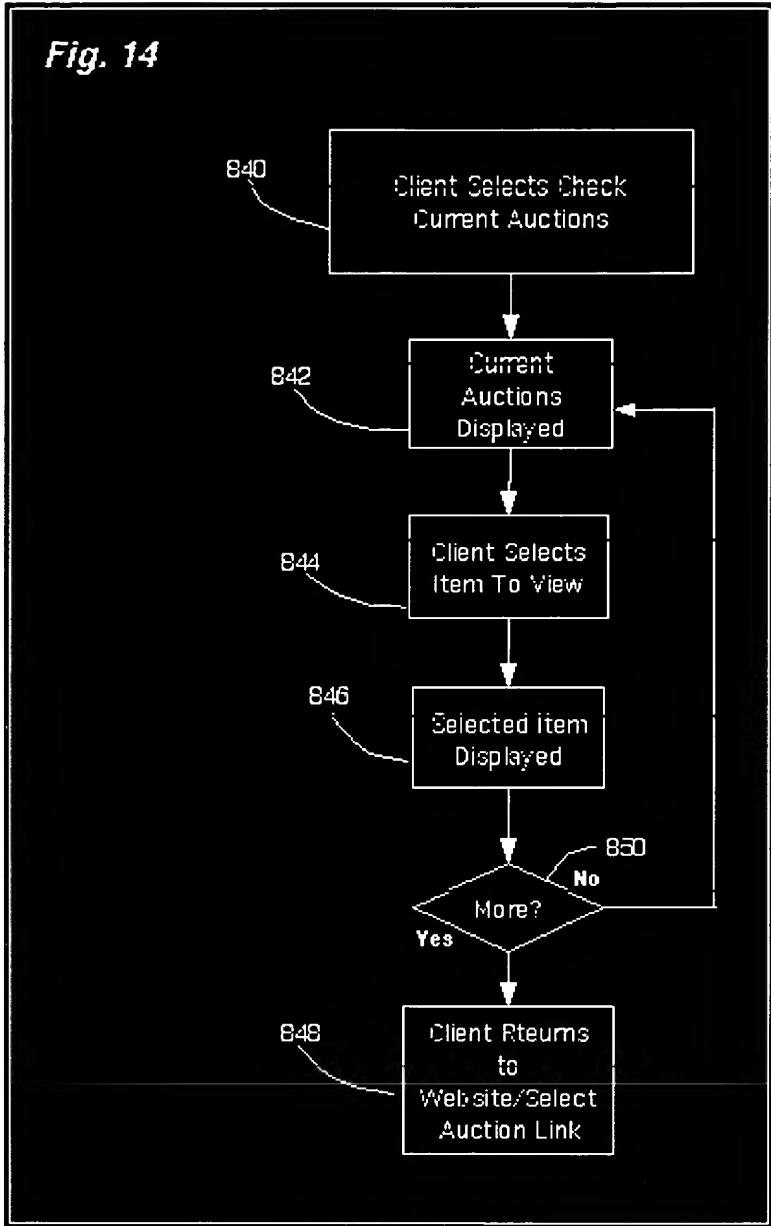 Fig. 14
840
Client Selects Check
Current Auctions
842
Current
Auctions
Displayed
844
Client Selects
Item To View
846
Selected Item
Displayed
850
No
More?
Yes
848
Client Rteurns
to
Website/Select
Auction Link